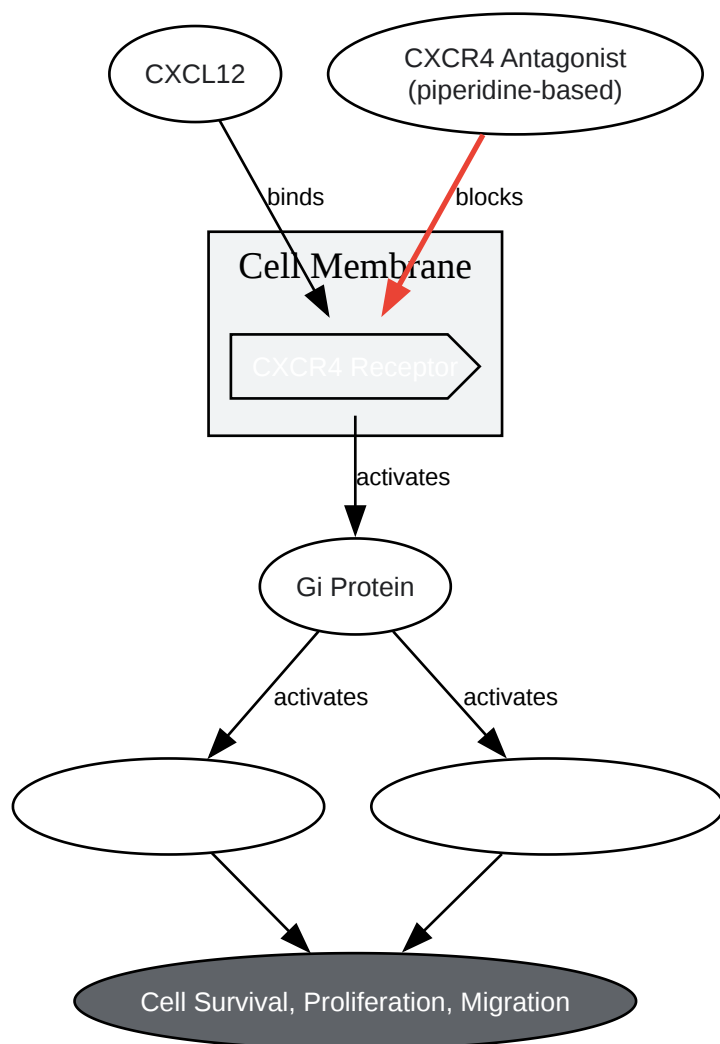 CXCL12
CXCR4 Antagonist
(piperidine-based)
binds
blocks
Cell Membrane
CXCR4 Receptor
activates
Gi Protein
activates
activates
Cell Survival, Proliferation, Migration